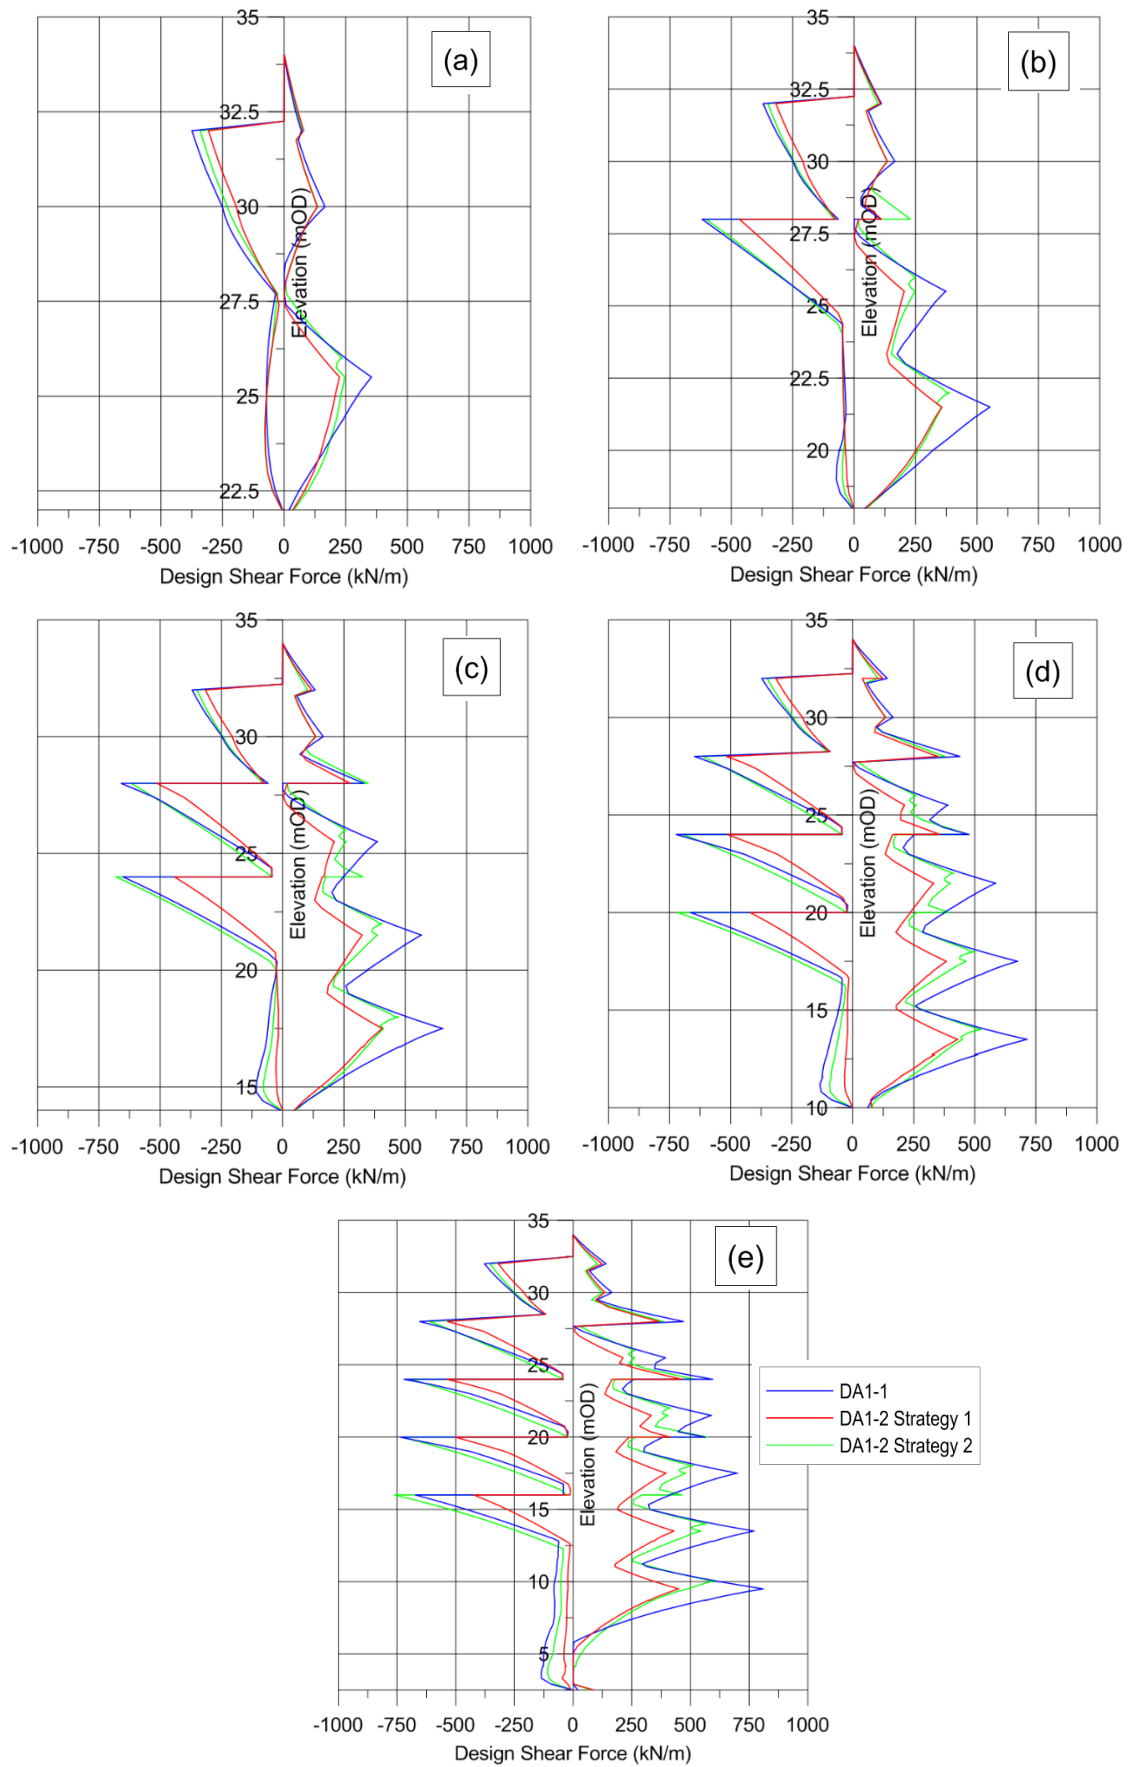 35
(a)
32.5
30
27.5
25
22.5
Elevation (mOD)
-1000 -750 -500 -250 0 250 500 750 1000
Design Shear Force (kN/m)
35
(b)
32.5
30
27.5
25
22.5
20
Elevation (mOD)
-1000 -750 -500 -250 0 250 500 750 1000
Design Shear Force (kN/m)
35
(c)
30
25
20
15
Elevation (mOD)
-1000 -750 -500 -250 0 250 500 750 1000
Design Shear Force (kN/m)
35
(d)
30
25
20
15
10
Elevation (mOD)
-1000 -750 -500 -250 0 250 500 750 1000
Design Shear Force (kN/m)
35
(e)
30
25
20
15
10
5
Elevation (mOD)
-1000 -750 -500 -250 0 250 500 750 1000
Design Shear Force (kN/m)
DA1-1
DA1-2 Strategy 1
DA1-2 Strategy 2